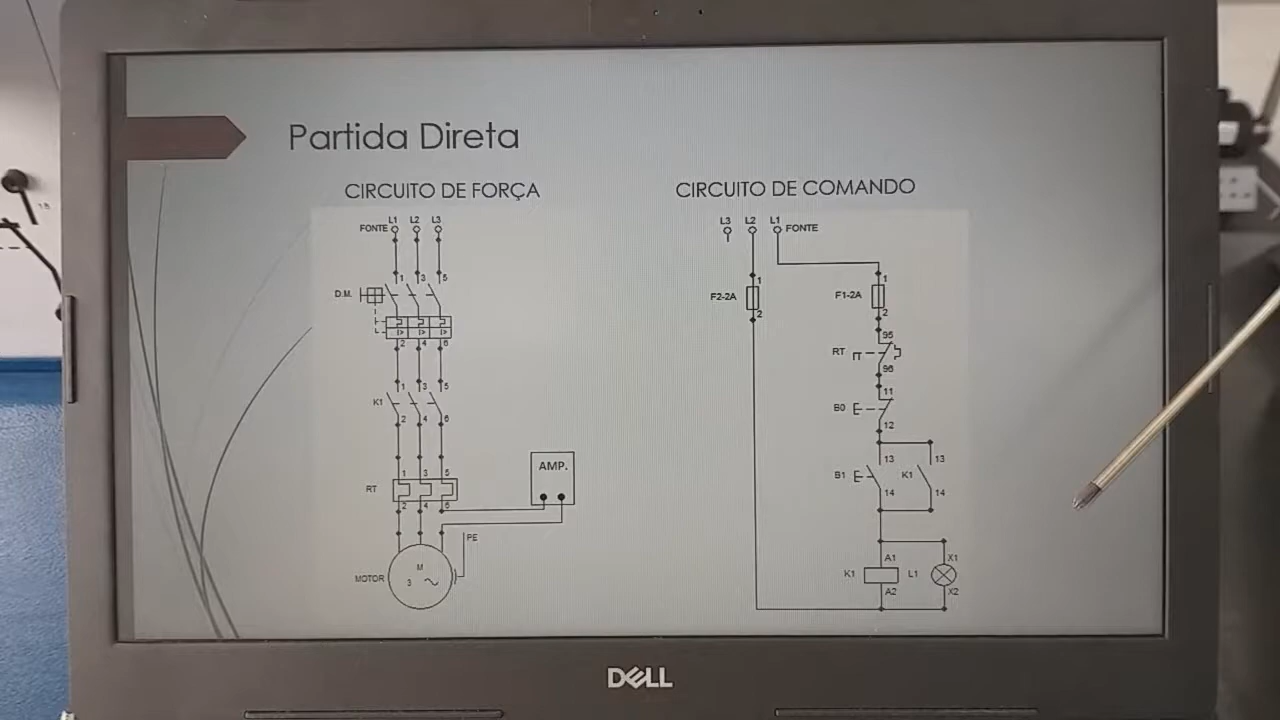 Partida Direta
CIRCUITO DE FORÇA
L1 L2 L3
FONTE
1 3 5
D.M.
I> I> I>
2 4 6
1 3 5
K1
2 4 6
1 3 5
RT
2 4 6
AMP.
PE
MOTOR
M
3
CIRCUITO DE COMANDO
L3 L2 L1
FONTE
1
F2-2A
2
1
F1-2A
2
95
RT
96
11
B0
12
13
B1
14
13
K1
14
A1
K1
A2
X1
L1
X2
DELL